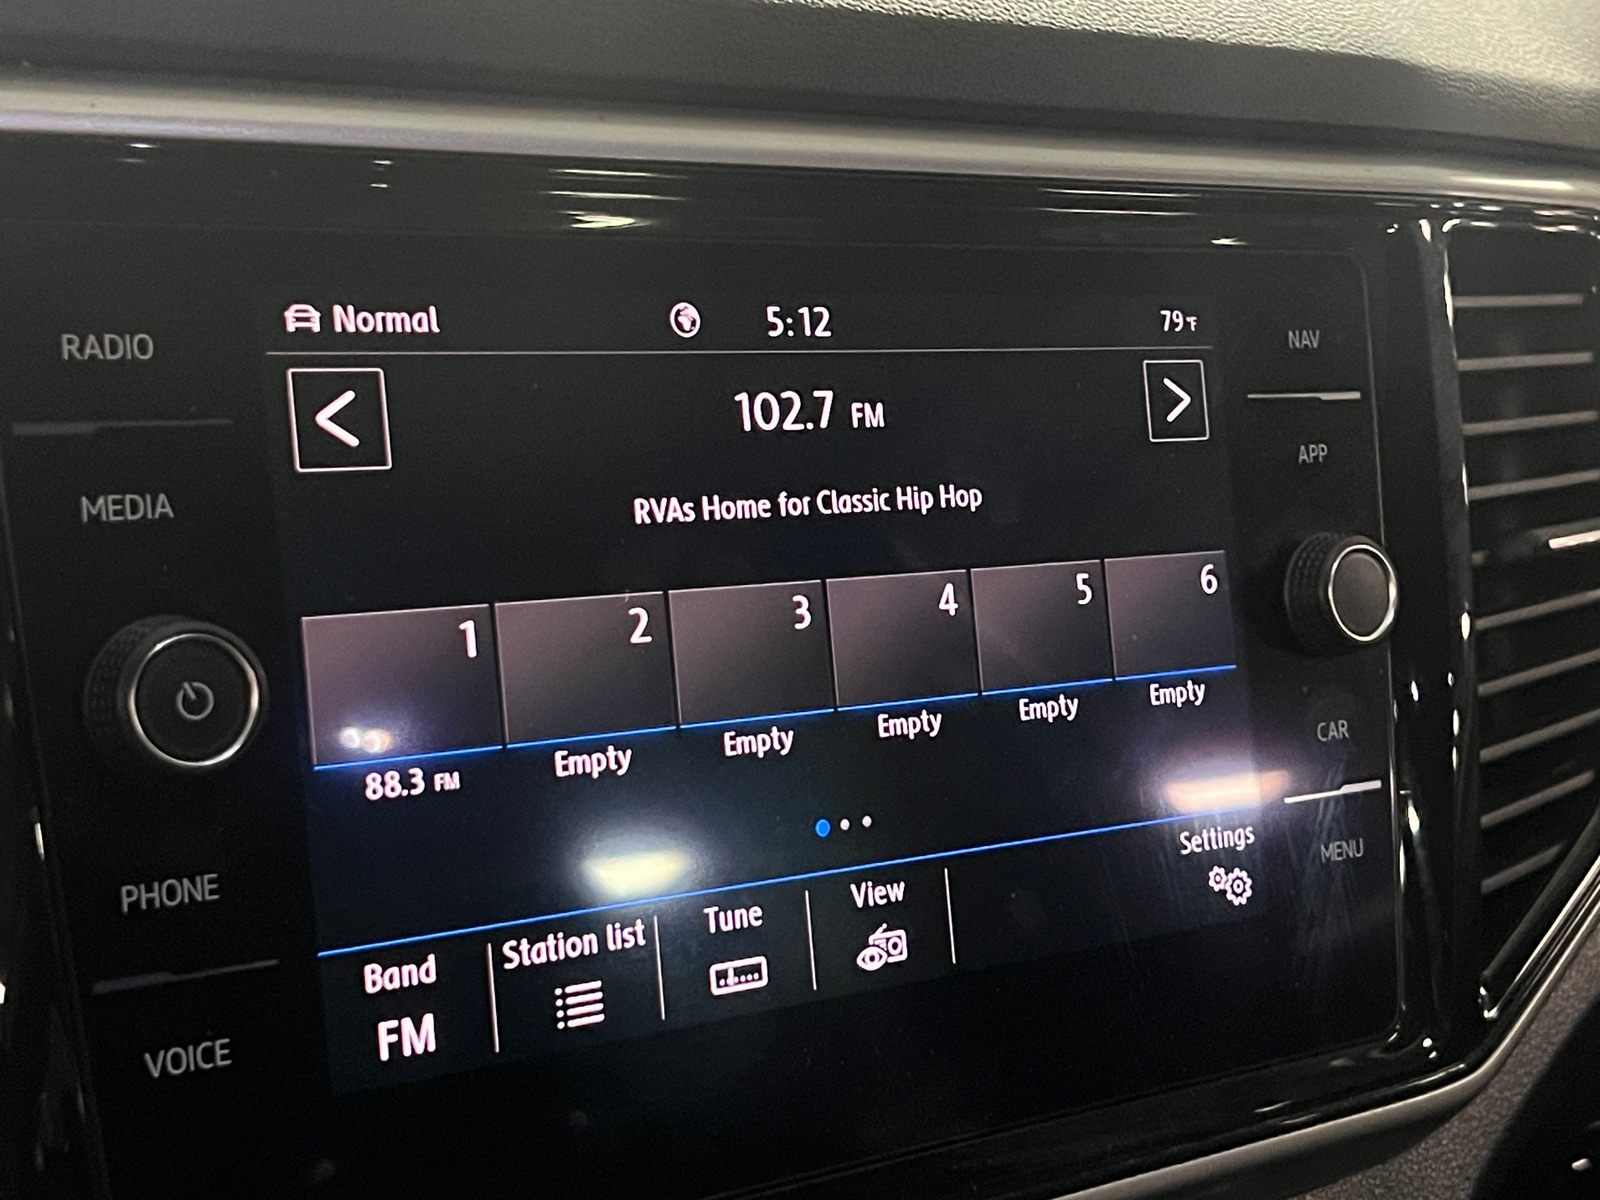 RADIO
MEDIA
PHONE
VOICE
Normal
5:12
79°F
102.7 FM
RVAs Home for Classic Hip Hop
1
2
3
4
5
6
88.3 FM
Empty
Empty
Empty
Empty
Empty
Band
FM
Station list
Tune
View
Settings
NAV
APP
CAR
MENU